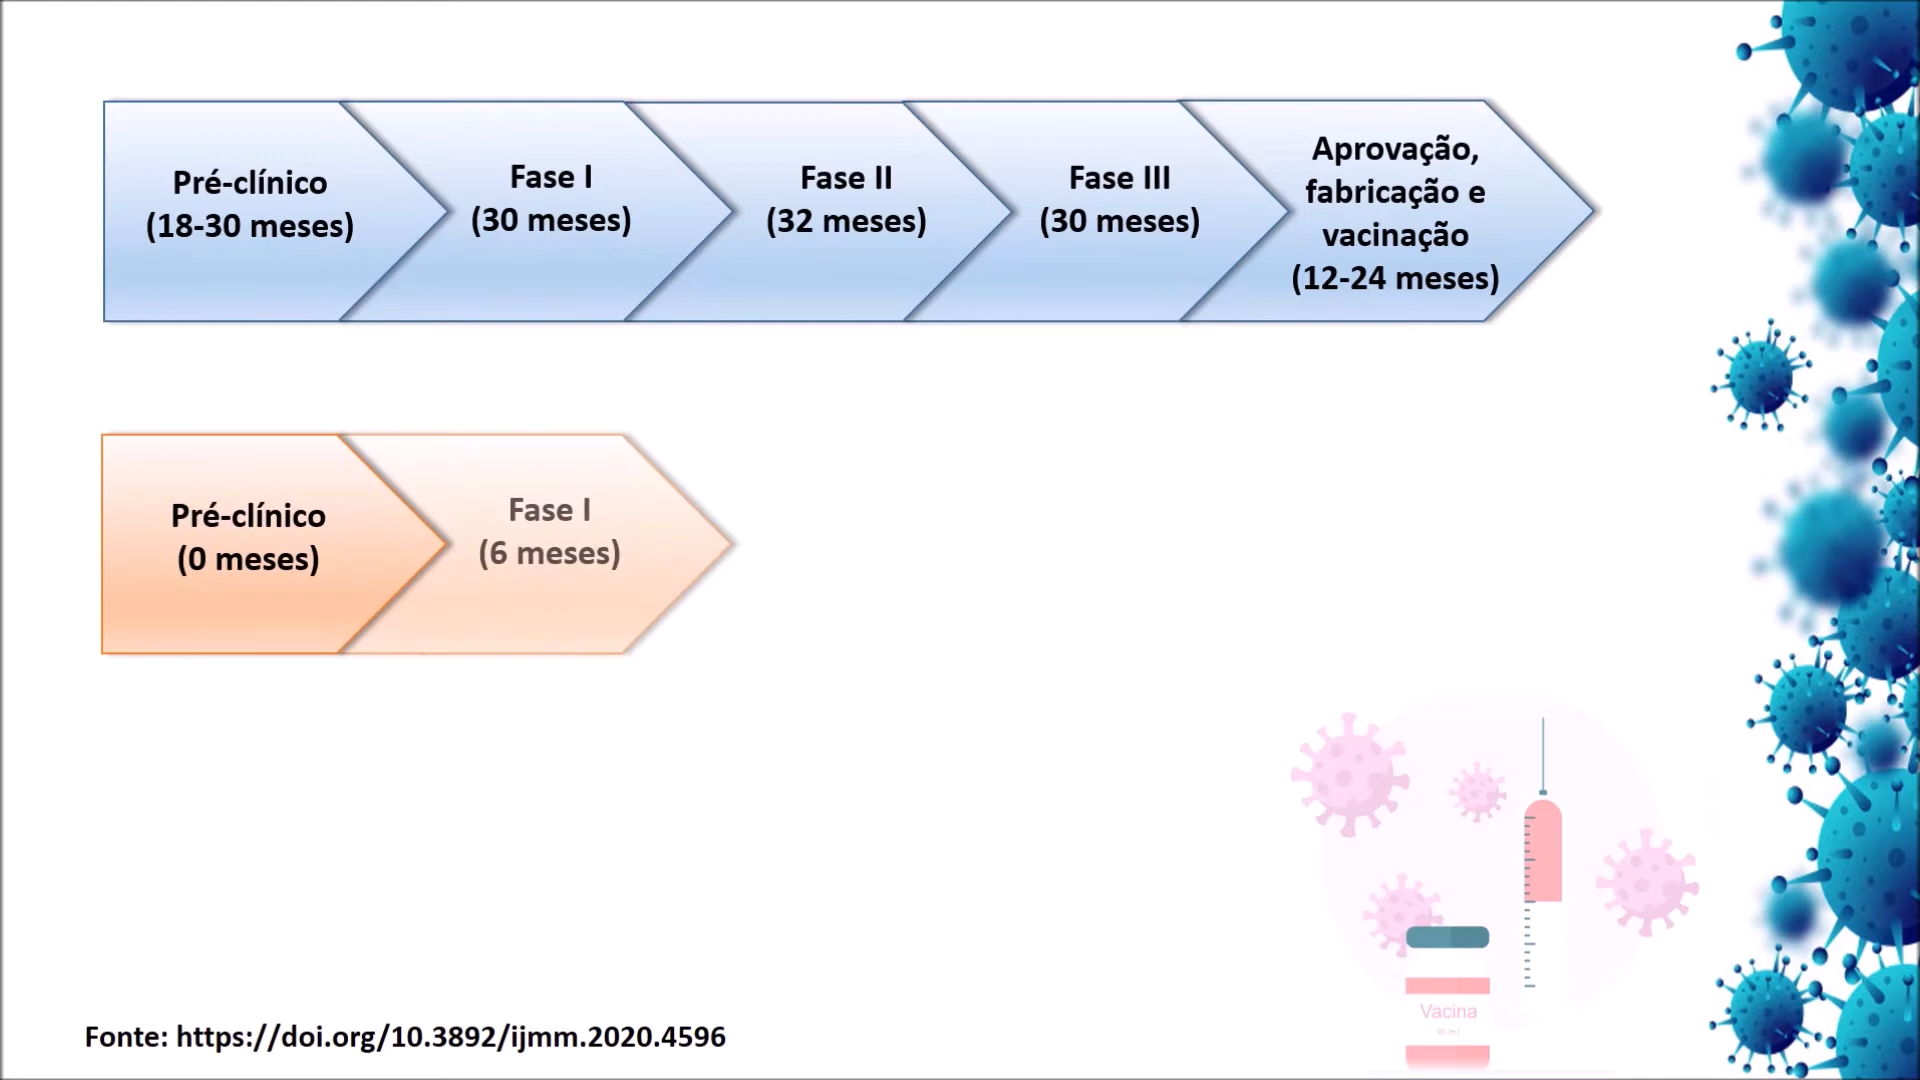 Pré-clínico
(18-30 meses)
Fase I
(30 meses)
Fase II
(32 meses)
Fase III
(30 meses)
Aprovação,
fabricação e
vacinação
(12-24 meses)
Pré-clínico
(0 meses)
Fase I
(6 meses)
Vacina
Fonte: https://doi.org/10.3892/ijmm.2020.4596